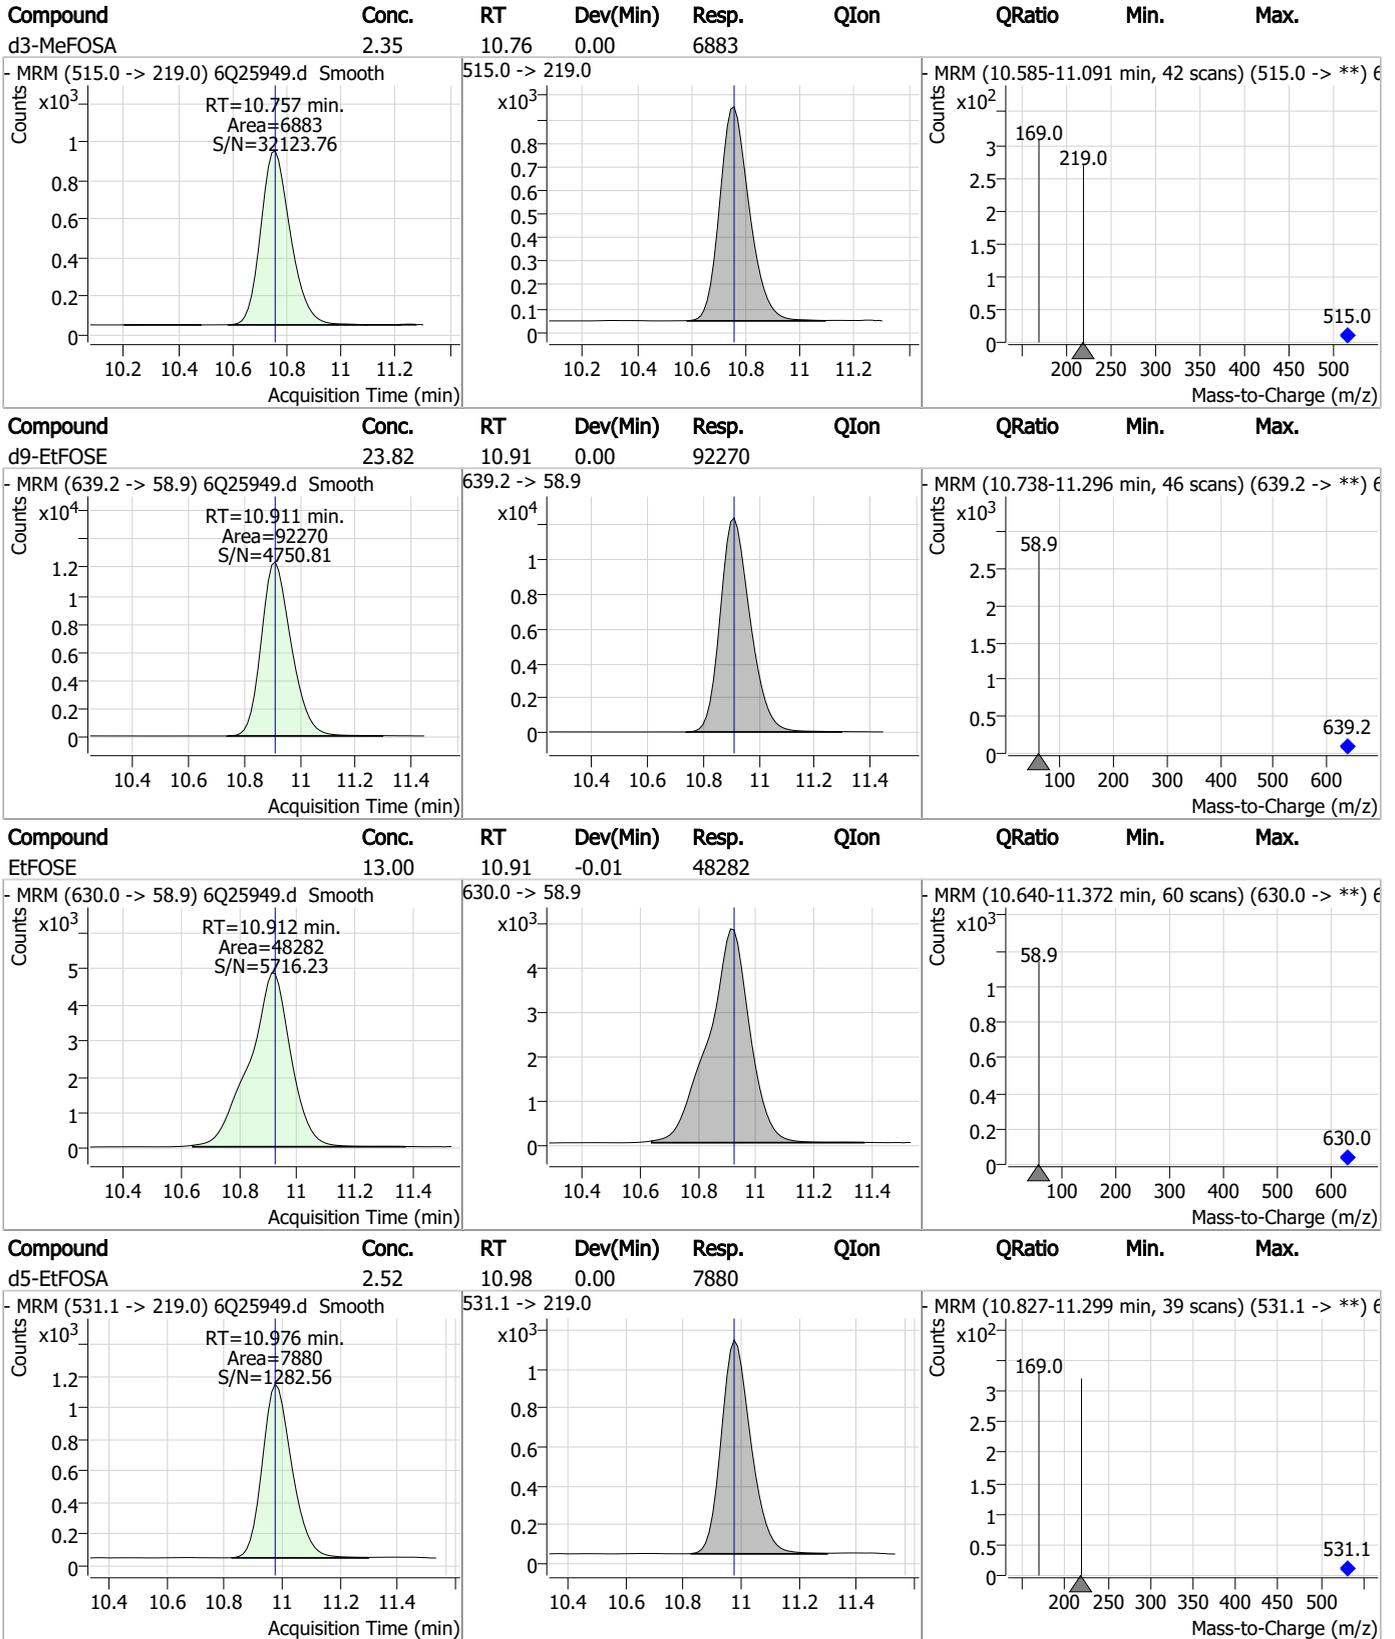 Compound Conc. RT Dev(Min) Resp. QIon QRatio Min. Max.
d3-MeFOSA 2.35 10.76 0.00 6883
- MRM (515.0 -> 219.0) 6Q25949.d Smooth 515.0 -> 219.0 - MRM (10.585-11.091 min, 42 scans) (515.0 -> **) 6
Counts
x10³
RT=10.757 min.
Area=6883
S/N=32123.76
1
0.8
0.6
0.4
0.2
0
10.2 10.4 10.6 10.8 11 11.2
Acquisition Time (min)
x10³
0.8
0.7
0.6
0.5
0.4
0.3
0.2
0.1
0
10.2 10.4 10.6 10.8 11 11.2
Counts
x10²
169.0
219.0
3
2.5
2
1.5
1
0.5
0
515.0
200 250 300 350 400 450 500
Mass-to-Charge (m/z)
Compound Conc. RT Dev(Min) Resp. QIon QRatio Min. Max.
d9-EtFOSE 23.82 10.91 0.00 92270
- MRM (639.2 -> 58.9) 6Q25949.d Smooth 639.2 -> 58.9 - MRM (10.738-11.296 min, 46 scans) (639.2 -> **) 6
Counts
x10⁴
RT=10.911 min.
Area=92270
S/N=4750.81
1.2
1
0.8
0.6
0.4
0.2
0
10.4 10.6 10.8 11 11.2 11.4
Acquisition Time (min)
x10⁴
1
0.8
0.6
0.4
0.2
0
10.4 10.6 10.8 11 11.2 11.4
Counts
x10³
58.9
2.5
2
1.5
1
0.5
0
639.2
100 200 300 400 500 600
Mass-to-Charge (m/z)
Compound Conc. RT Dev(Min) Resp. QIon QRatio Min. Max.
EtFOSE 13.00 10.91 -0.01 48282
- MRM (630.0 -> 58.9) 6Q25949.d Smooth 630.0 -> 58.9 - MRM (10.640-11.372 min, 60 scans) (630.0 -> **) 6
Counts
x10³
RT=10.912 min.
Area=48282
S/N=5716.23
5
4
3
2
1
0
10.4 10.6 10.8 11 11.2 11.4
Acquisition Time (min)
x10³
4
3
2
1
0
10.4 10.6 10.8 11 11.2 11.4
Counts
x10³
58.9
1
0.8
0.6
0.4
0.2
0
630.0
100 200 300 400 500 600
Mass-to-Charge (m/z)
Compound Conc. RT Dev(Min) Resp. QIon QRatio Min. Max.
d5-EtFOSA 2.52 10.98 0.00 7880
- MRM (531.1 -> 219.0) 6Q25949.d Smooth 531.1 -> 219.0 - MRM (10.827-11.299 min, 39 scans) (531.1 -> **) 6
Counts
x10³
RT=10.976 min.
Area=7880
S/N=1282.56
1.2
1
0.8
0.6
0.4
0.2
0
10.4 10.6 10.8 11 11.2 11.4
Acquisition Time (min)
x10³
1
0.8
0.6
0.4
0.2
0
10.4 10.6 10.8 11 11.2 11.4
Counts
x10²
169.0
3
2.5
2
1.5
1
0.5
0
531.1
200 250 300 350 400 450 500
Mass-to-Charge (m/z)